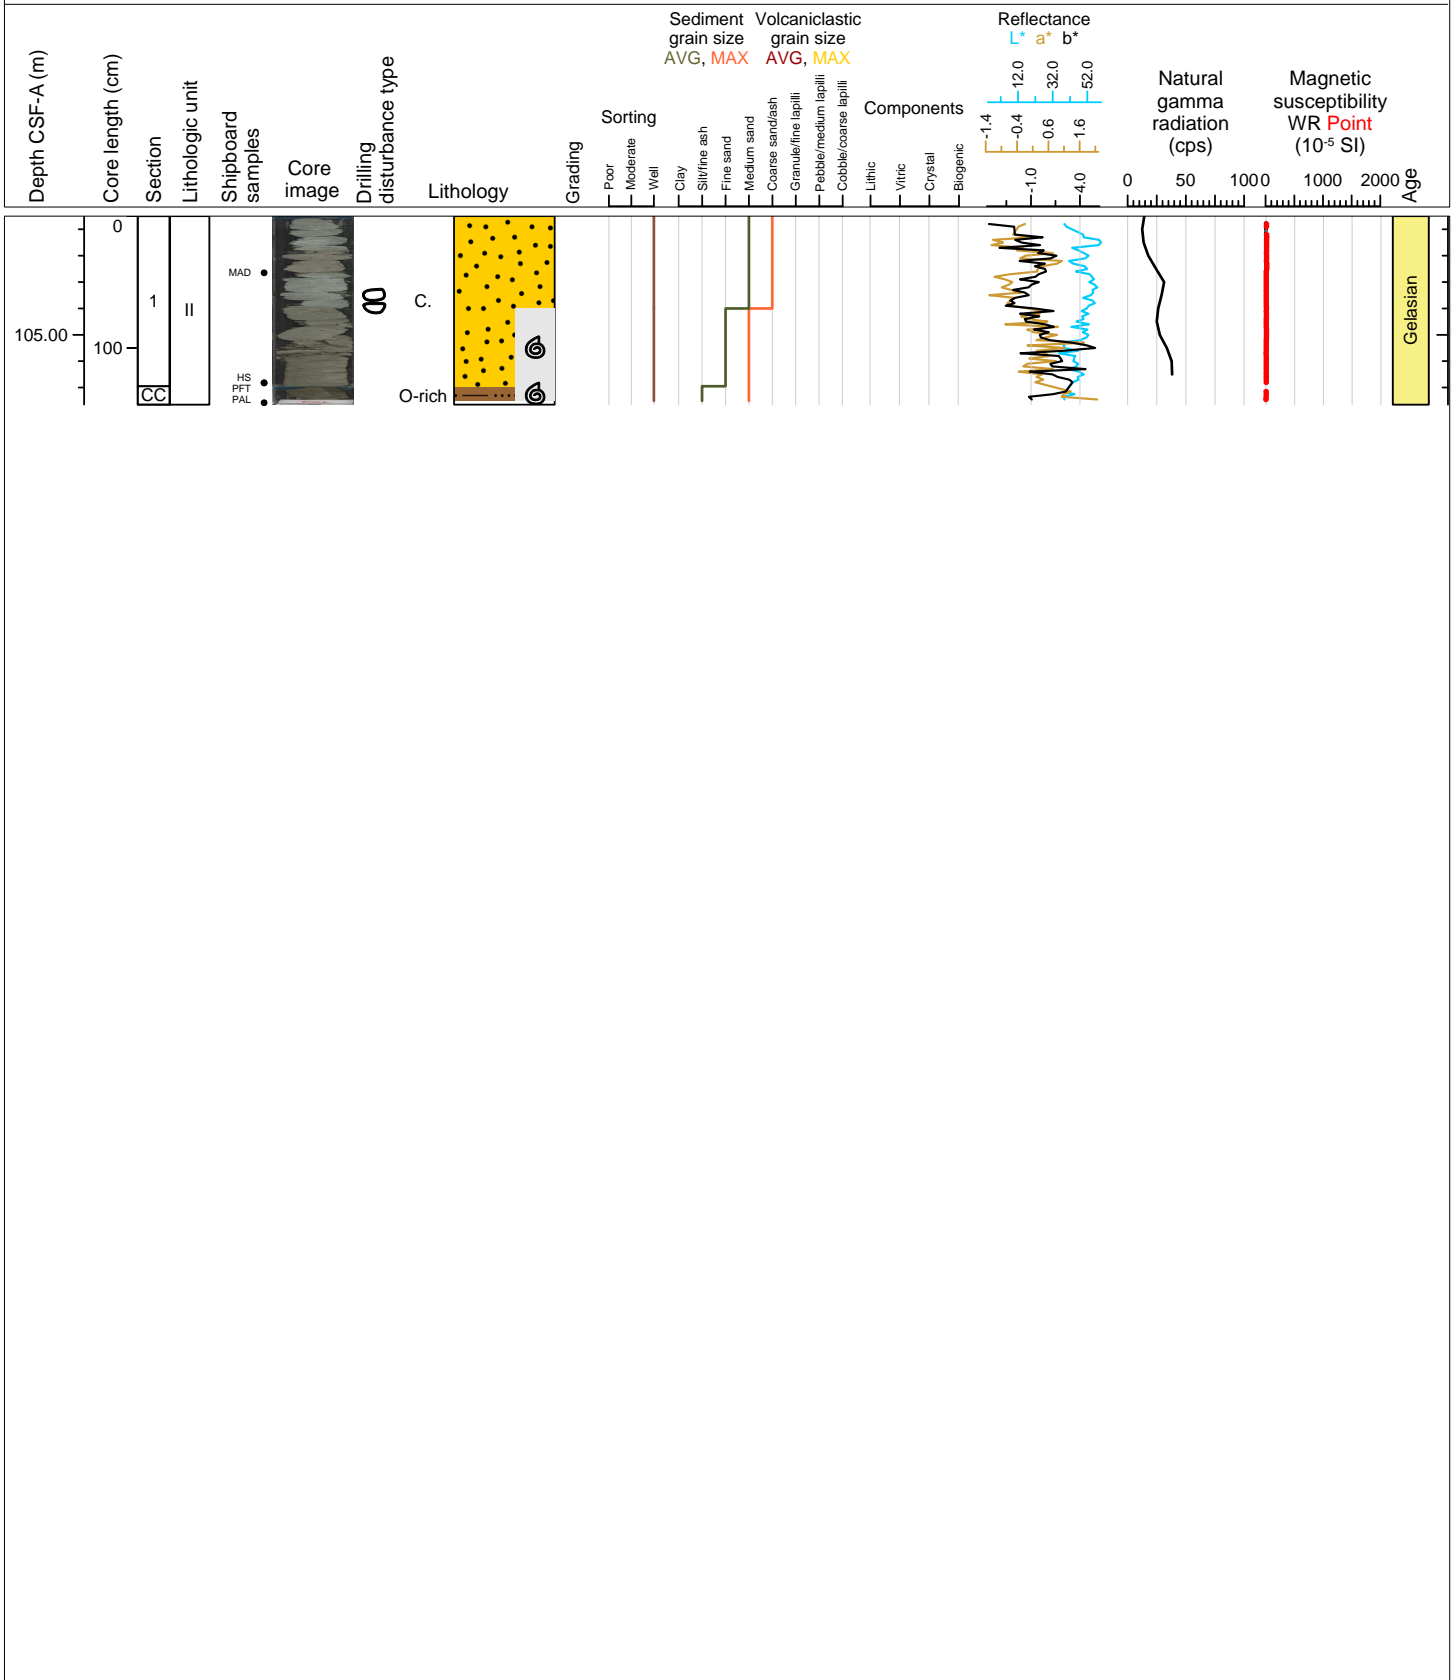 Depth CSF-A (m)
Core length (cm)
Section
Lithologic unit
Shipboard
samples
Core
image
Drilling
disturbance type
Lithology
Grading
Sorting
Poor
Moderate
Well
Sediment
grain size
AVG, MAX
Volcaniclastic
grain size
AVG, MAX
Clay
Silt/fine ash
Fine sand
Medium sand
Coarse sand/ash
Granule/fine lapilli
Pebble/medium lapilli
Cobble/coarse lapilli
Components
Lithic
Vitric
Crystal
Biogenic
Reflectance
L* a* b*
12.0 32.0 52.0
-1.4 -0.4 0.6 1.6
-1.0 4.0
Natural
gamma
radiation
(cps)
0 50 100
Magnetic
susceptibility
WR Point
(10-5 SI)
0 1000 2000
Age
0
MAD
1
II
C.
105.00
100
HS
PFT
PAL
CC
O-rich
Gelasian